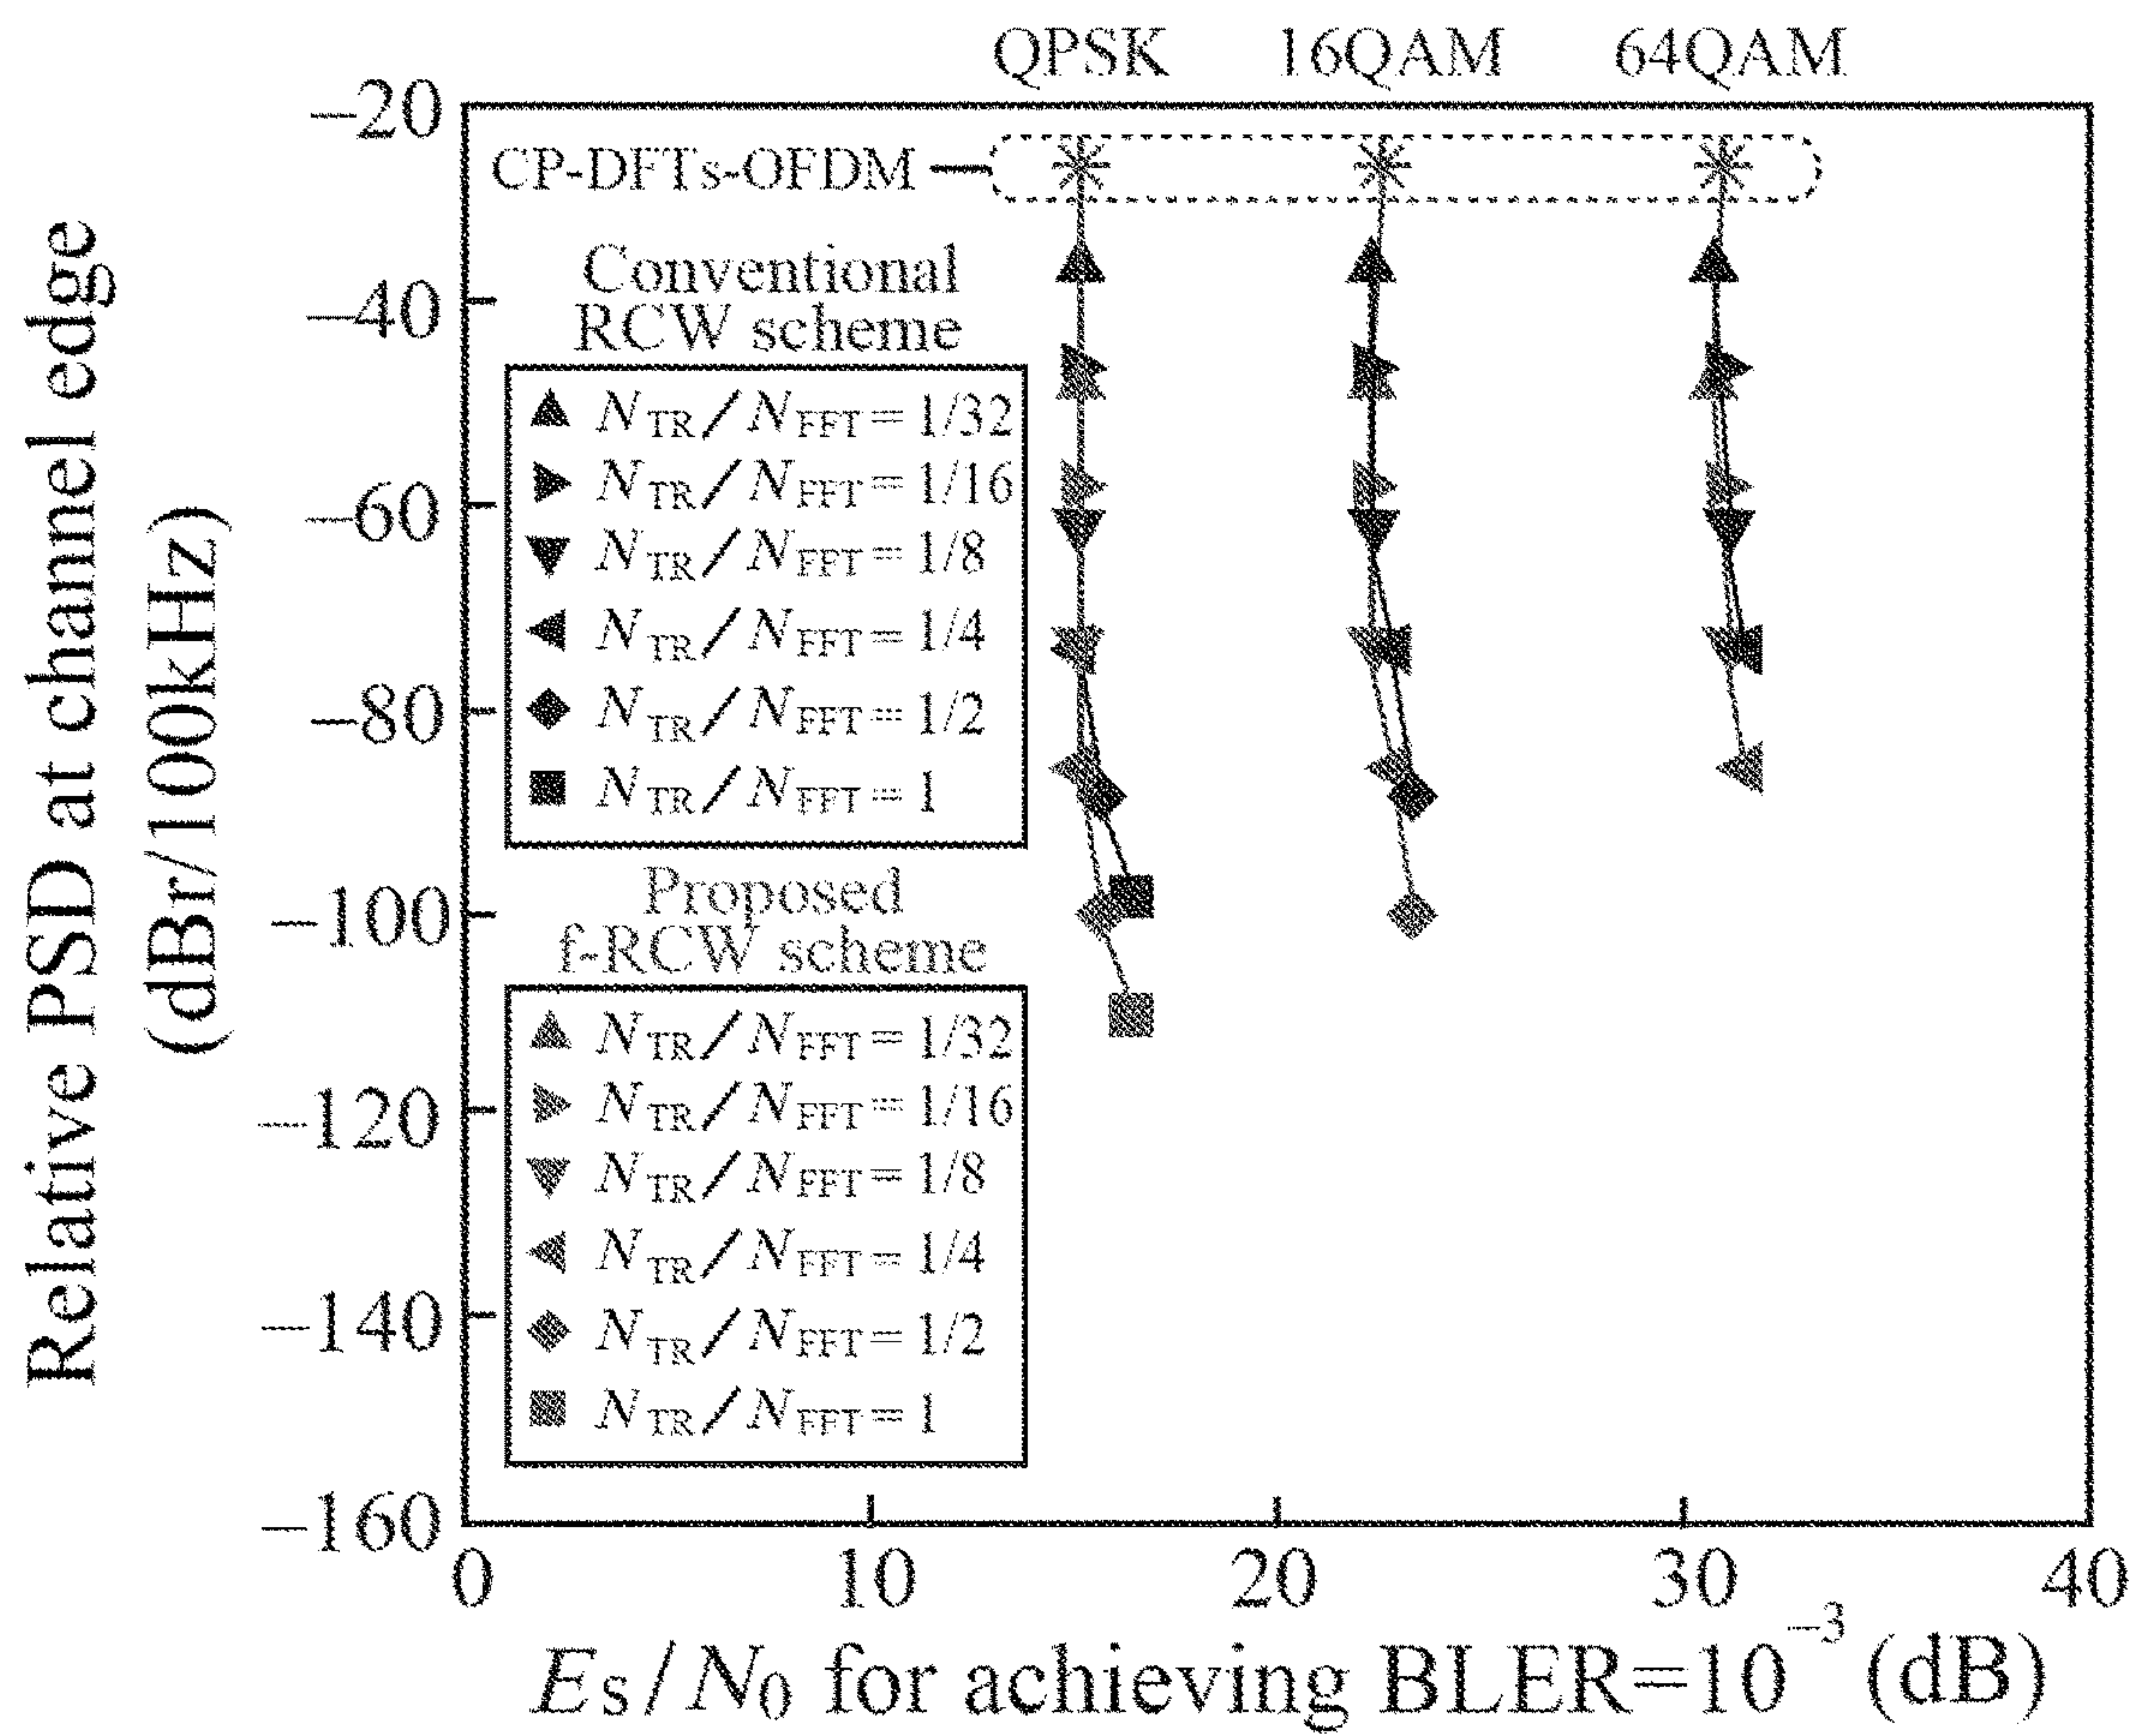 QPSK 16QAM 64QAM
−20
CP-DFTs-OFDM
Conventional
RCW scheme
−40
N_TR/N_FFT=1/32
N_TR/N_FFT=1/16
−60
N_TR/N_FFT=1/8
N_TR/N_FFT=1/4
−80
N_TR/N_FFT=1/2
N_TR/N_FFT=1
Proposed
−100
f-RCW scheme
N_TR/N_FFT=1/32
N_TR/N_FFT=1/16
−120
N_TR/N_FFT=1/8
N_TR/N_FFT=1/4
−140
N_TR/N_FFT=1/2
N_TR/N_FFT=1
−160
0 10 20 30 40
Es/N0 for achieving BLER=10^−3 (dB)
Relative PSD at channel edge
(dBr/100kHz)